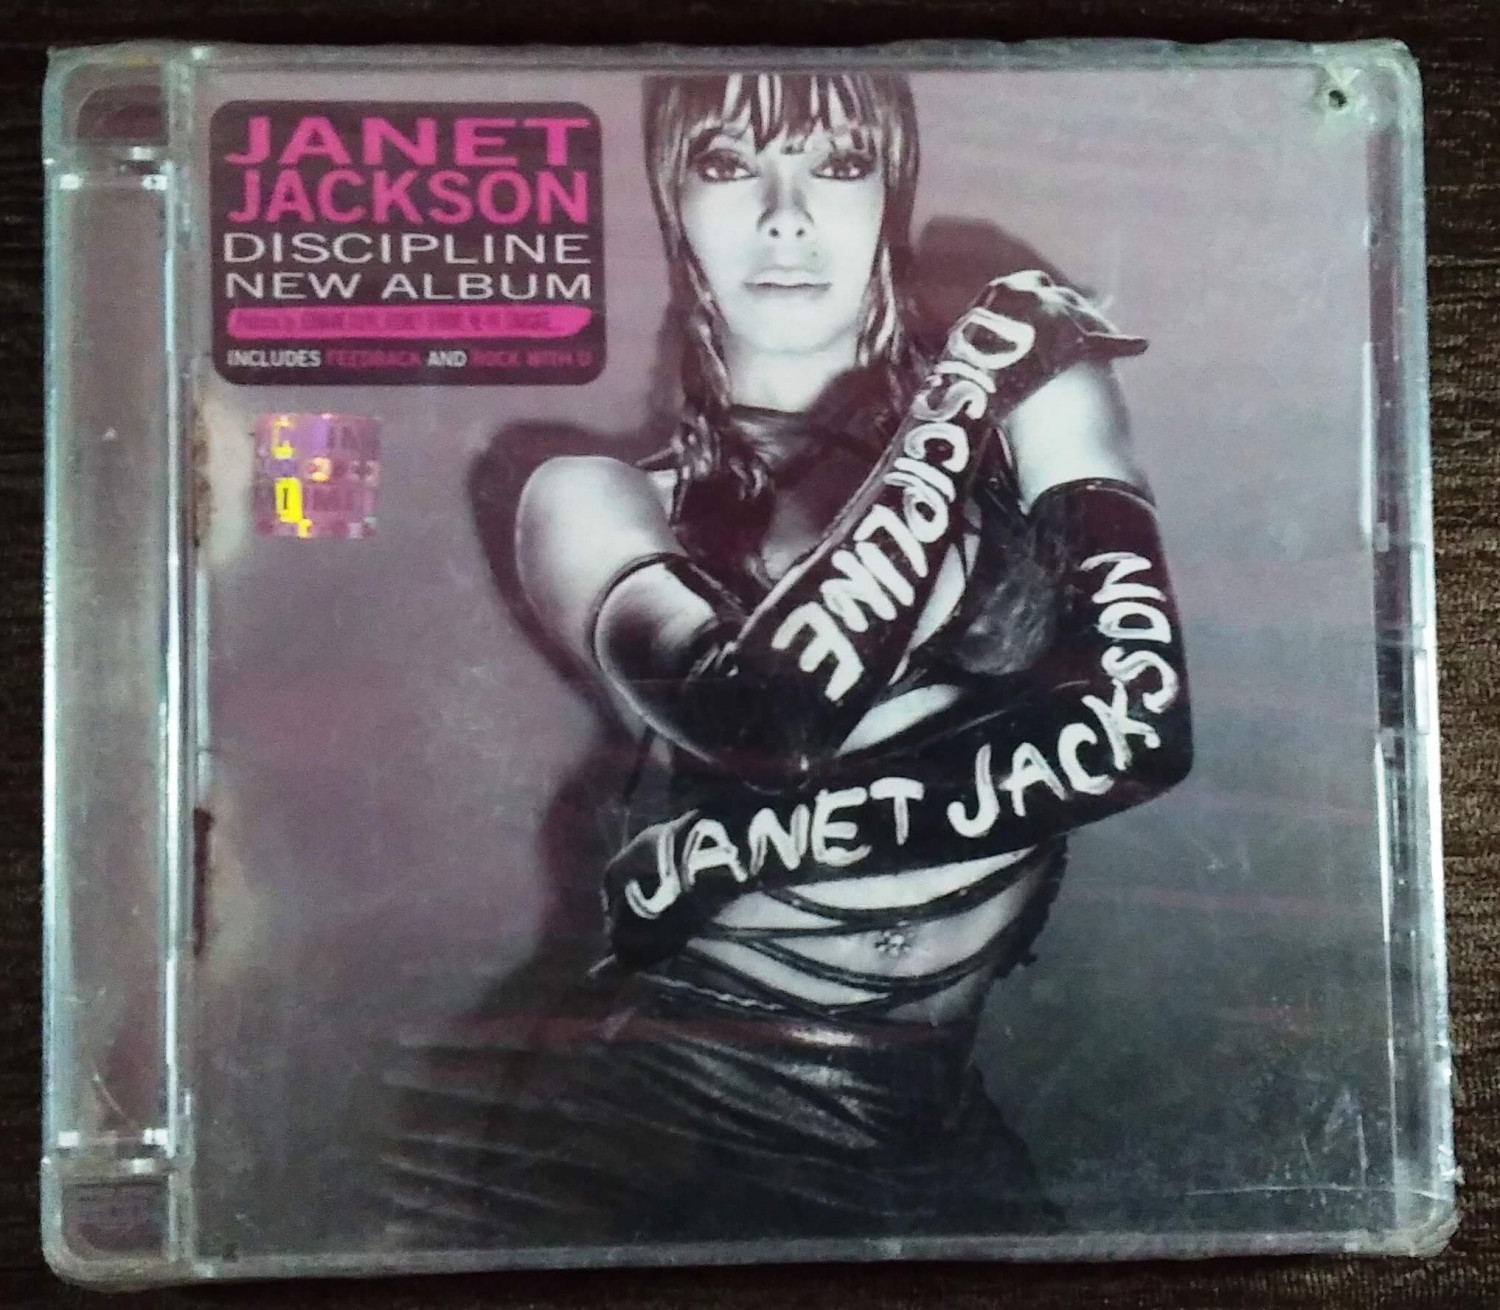 JANET
JACKSON
DISCIPLINE
NEW ALBUM
INCLUDES FEEDBACK AND ROCK WITH U
DISCIPLINE
JANET JACKSON